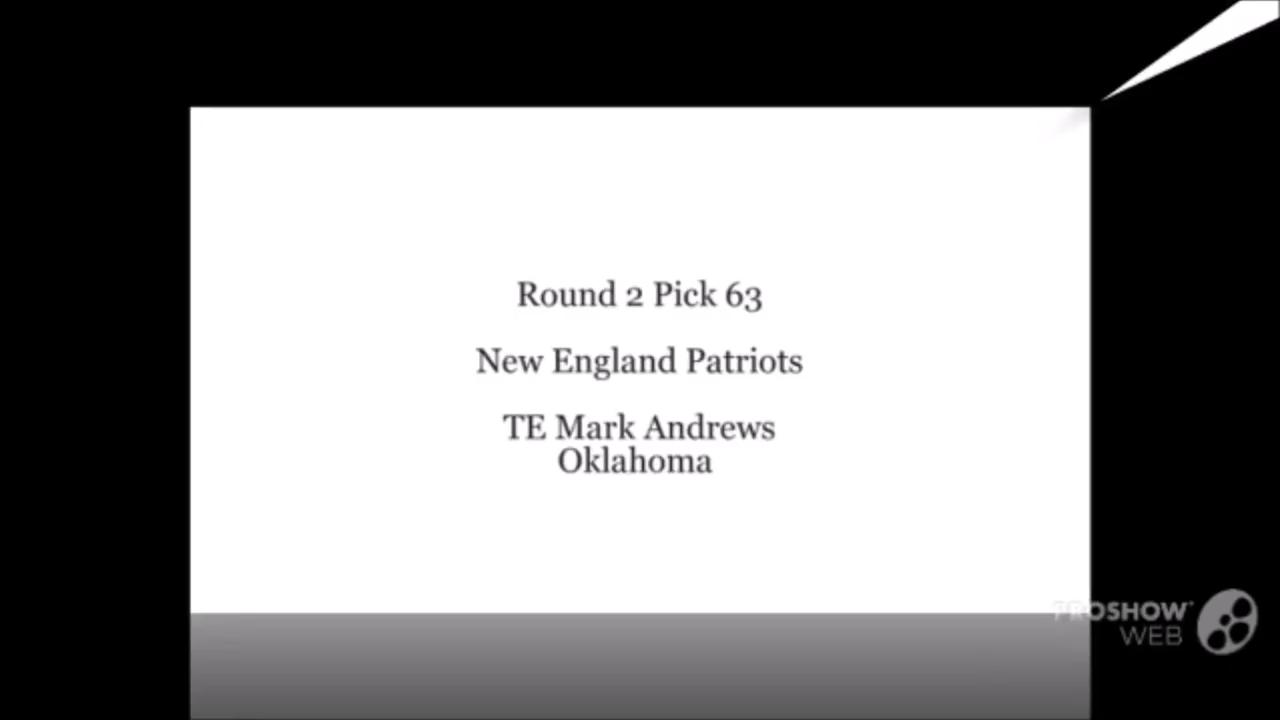 Round 2 Pick 63
New England Patriots
TE Mark Andrews
Oklahoma
PROSHOW
WEB